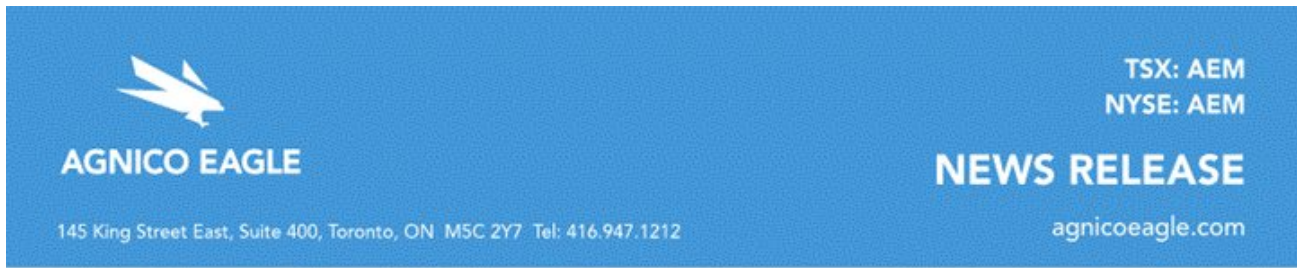 TSX: AEM
NYSE: AEM
AGNICO EAGLE
NEWS RELEASE
145 King Street East, Suite 400, Toronto, ON M5C 2Y7 Tel: 416.947.1212
agnicoeagle.com